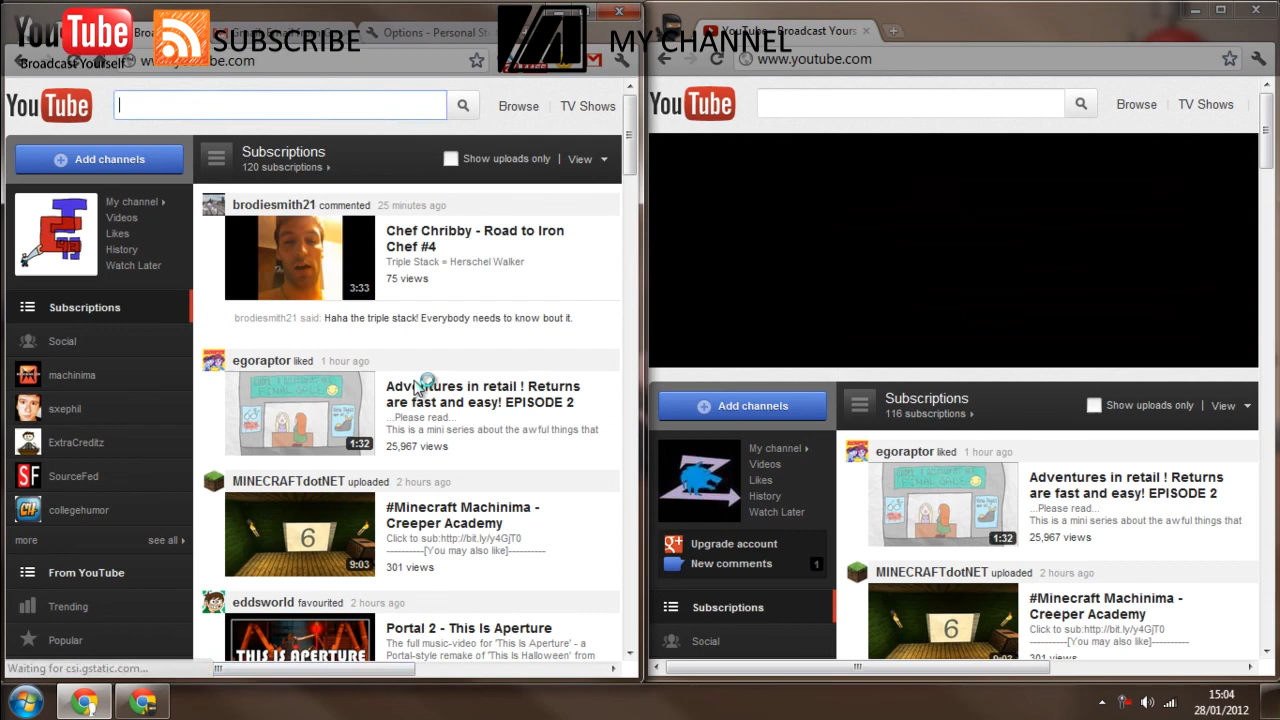 YouTube
Broadcast Yourself
SUBSCRIBE
MY CHANNEL
Options - Personal St
www.youtube.com
YouTube
Browse
TV Shows
Add channels
Subscriptions
120 subscriptions
Show uploads only
View
My channel
Videos
Likes
History
Watch Later
Subscriptions
Social
machinima
sxephil
ExtraCreditz
SourceFed
collegehumor
more
see all
From YouTube
Trending
Popular
Waiting for csi.gstatic.com...
brodiesmith21 commented 25 minutes ago
Chef Chribby - Road to Iron
Chef #4
Triple Stack = Herschel Walker
75 views
3:33
brodiesmith21 said: Haha the triple stack! Everybody needs to know bout it.
egoraptor liked 1 hour ago
Adventures in retail ! Returns
are fast and easy! EPISODE 2
...Please read...
This is a mini series about the awful things that
25,967 views
1:32
MINECRAFTdotNET uploaded 2 hours ago
#Minecraft Machinima -
Creeper Academy
Click to sub:http://bit.ly/y4GjT0
----------[You may also like]----------
301 views
6
9:03
eddsworld favourited 2 hours ago
Portal 2 - This Is Aperture
The full music-video for 'This Is Aperture' - a
Portal-style remake of 'This Is Halloween' from
THIS IS APERTURE
YouTube - Broadcast Yours
www.youtube.com
YouTube
Browse
TV Shows
Add channels
Subscriptions
116 subscriptions
Show uploads only
View
My channel
Videos
Likes
History
Watch Later
Upgrade account
New comments 1
Subscriptions
Social
egoraptor liked 1 hour ago
Adventures in retail ! Returns
are fast and easy! EPISODE 2
...Please read...
This is a mini series about the awful things that
25,967 views
1:32
MINECRAFTdotNET uploaded 2 hours ago
#Minecraft Machinima -
Creeper Academy
Click to sub:http://bit.ly/y4GjT0
----------[You may also like]----------
301 views
6
9:03
15:04
28/01/2012